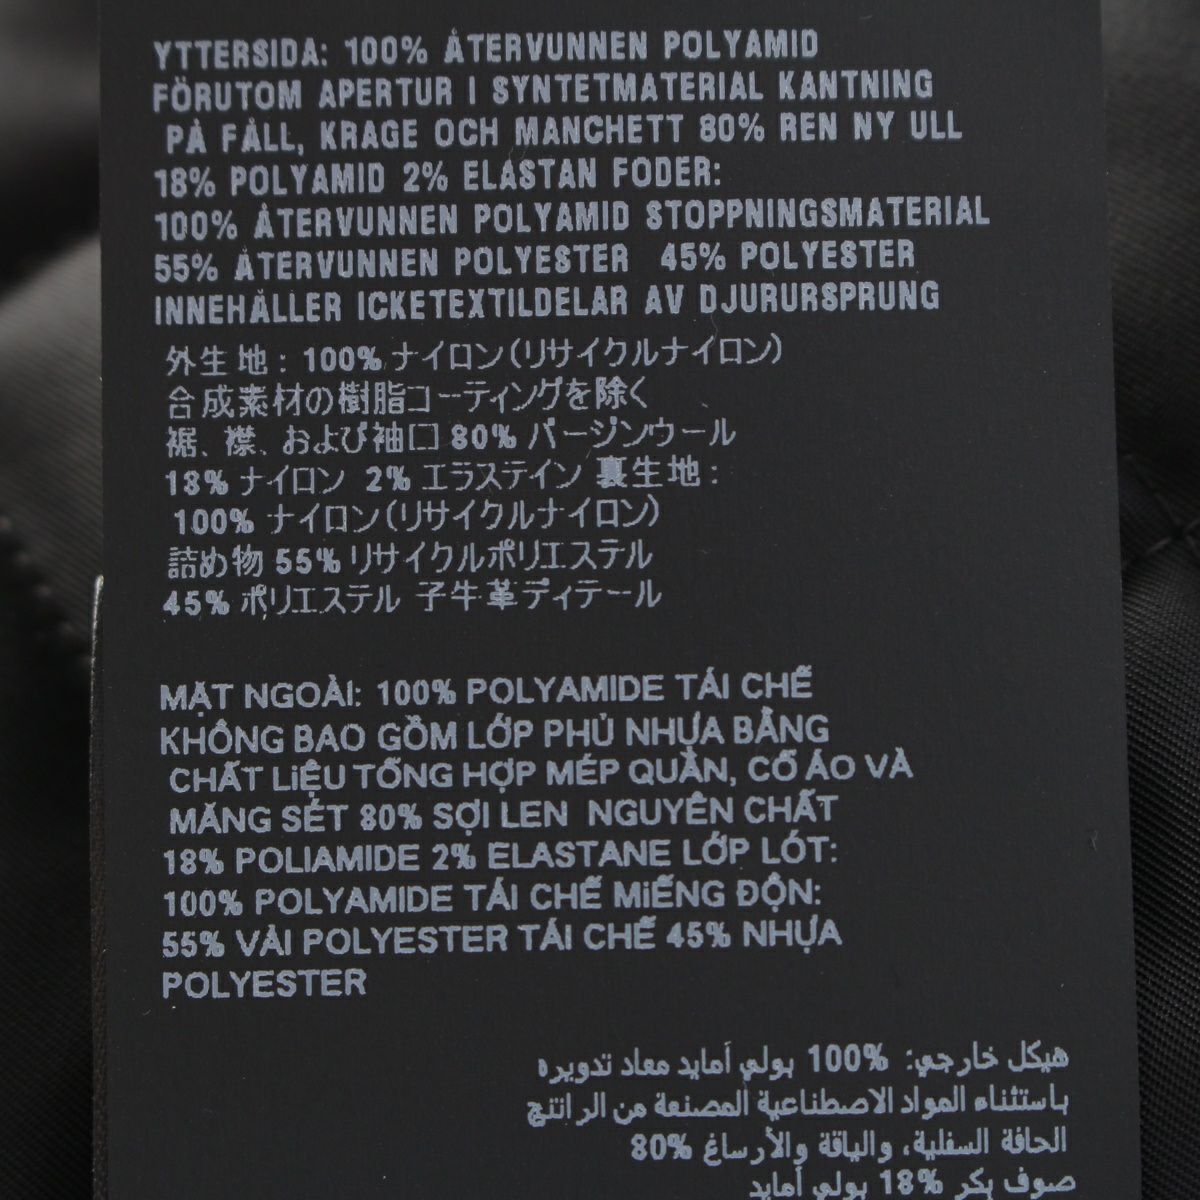 YTTERSIDA: 100% ÅTERVUNNEN POLYAMID
FÖRUTOM APERTUR I SYNTETMATERIAL KANTNING
PÅ FÅLL, KRAGE OCH MANCHETT 80% REN NY ULL
18% POLYAMID 2% ELASTAN FODER:
100% ÅTERVUNNEN POLYAMID STOPPNINGSMATERIAL
55% ÅTERVUNNEN POLYESTER 45% POLYESTER
INNEHÅLLER ICKETEXTILDELAR AV DJURURSPRUNG
外生地: 100% ナイロン(リサイクルナイロン)
合成素材の樹脂コーティングを除く
裾、襟、および袖口 80% バージンウール
18% ナイロン 2% エラステイン 裏生地:
100% ナイロン(リサイクルナイロン)
詰め物 55% リサイクルポリエステル
45% ポリエステル 子牛革ディテール
MẶT NGOÀI: 100% POLYAMIDE TÁI CHẾ
KHÔNG BAO GỒM LỚP PHỦ NHỰA BẰNG
CHẤT LiỆU TỔNG HỢP MÉP QUẦN, CỔ ÁO VÀ
MĂNG SÉT 80% SỢI LEN NGUYÊN CHẤT
18% POLIAMIDE 2% ELASTANE LỚP LÓT:
100% POLYAMIDE TÁI CHẾ MiẾNG ĐỘN:
55% VẢI POLYESTER TÁI CHẾ 45% NHỰA
POLYESTER
هيكل خارجي: %100 بولي أمايد معاد تدويره
باستثناء المواد الاصطناعية المصنعة من الراتنج
الحافة السفلية، والياقة والأرساغ %80
صوف بكر %18 بولي أمايد